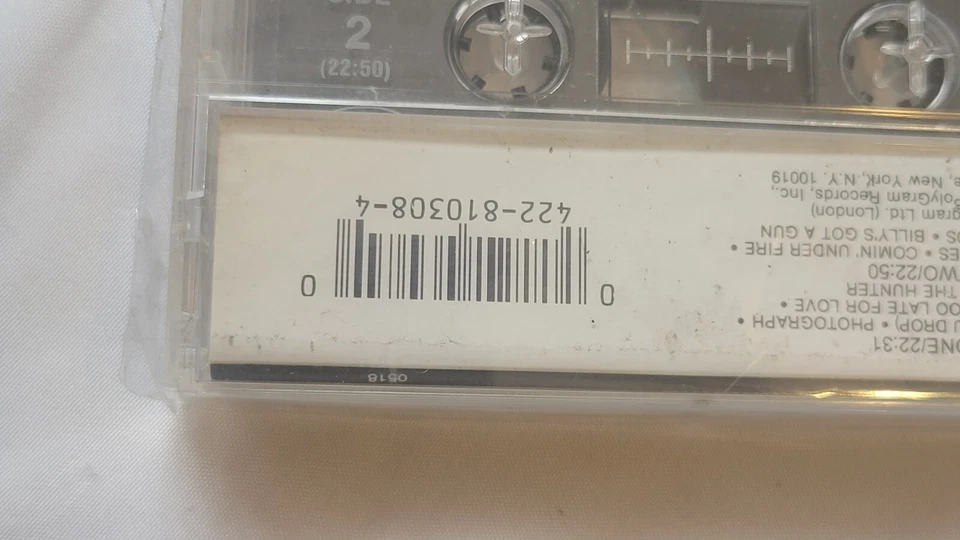 SIDE
2
(22:50)
0518
ONE/22:31
U DROP) • PHOTOGRAPH •
OO LATE FOR LOVE •
THE HUNTER
WO/22:50
ES • COMIN' UNDER FIRE •
OS • BILLY'S GOT A GUN
gram Ltd. (London)
olyGram Records, Inc.,
e, New York, N.Y. 10019
0 0
422-810308-4